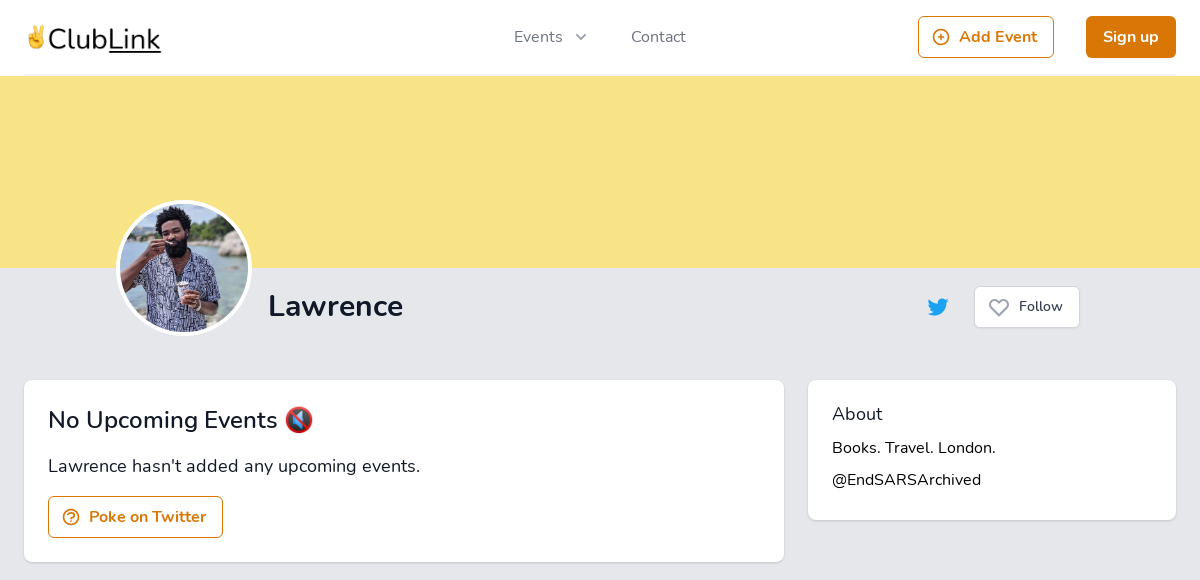 ✌️ClubLink
Events
Contact
Add Event
Sign up
Lawrence
Follow
No Upcoming Events 🔇
Lawrence hasn't added any upcoming events.
Poke on Twitter
About
Books. Travel. London.
@EndSARSArchived